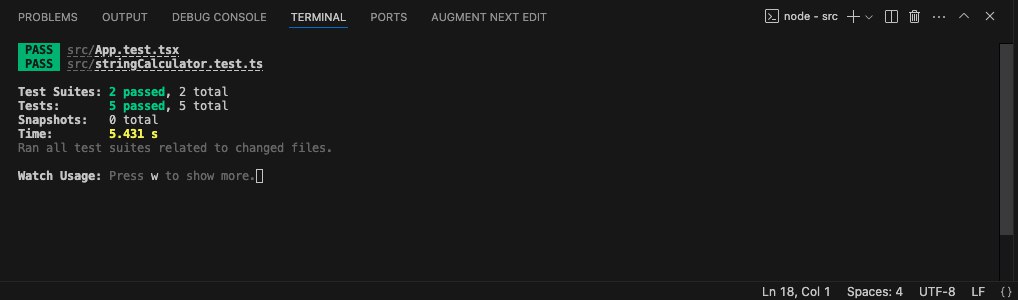 PROBLEMS OUTPUT DEBUG CONSOLE TERMINAL PORTS AUGMENT NEXT EDIT node - src
PASS src/App.test.tsx
PASS src/stringCalculator.test.ts
Test Suites: 2 passed, 2 total
Tests: 5 passed, 5 total
Snapshots: 0 total
Time: 5.431 s
Ran all test suites related to changed files.
Watch Usage: Press w to show more.
Ln 18, Col 1 Spaces: 4 UTF-8 LF {}